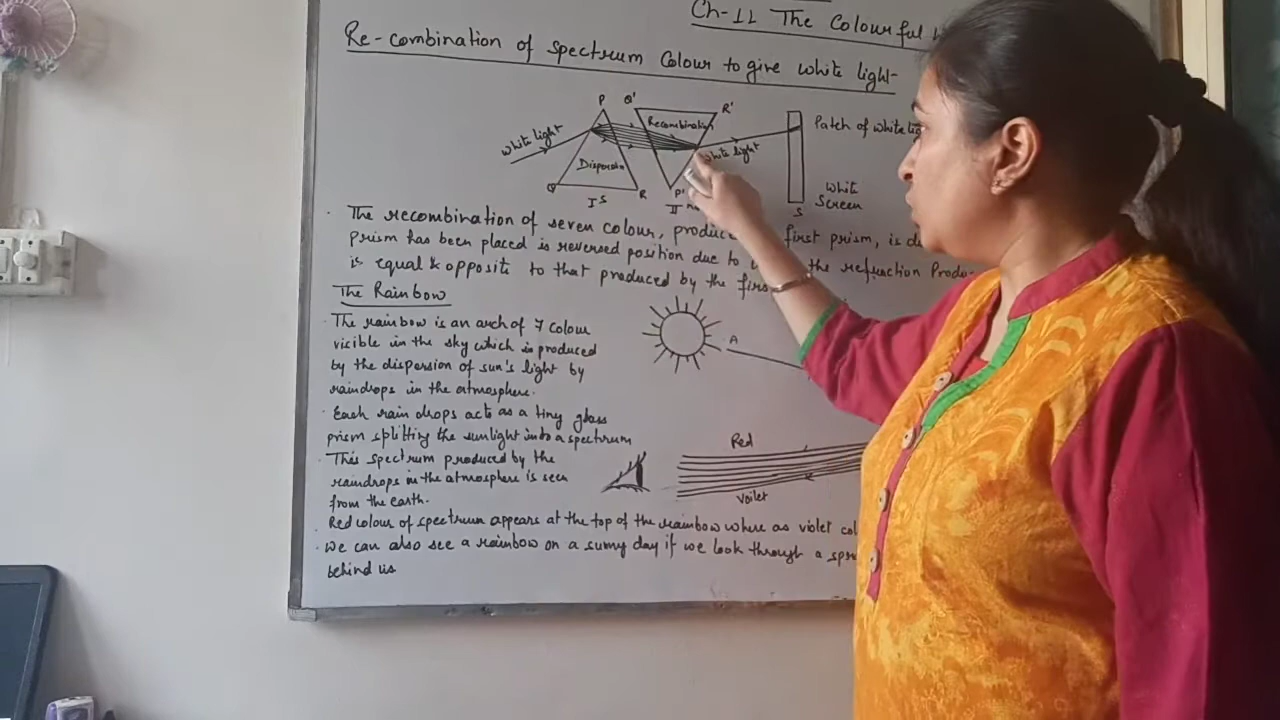 Ch-11 The Colourful
Re-combination of spectrum Colour to give white light-
P Q' R'
white light
Recombination
Patch of white lig
Dispersion
white light
White
Screen
Q R
P'
S
I S
II
The recombination of seven colour, produc first prism, is d
prism has been placed is reversed position due to the refraction Produ-
is equal & opposite to that produced by the firs
The Rainbow
The rainbow is an arch of 7 colour
visible in the sky which is produced
by the dispersion of sun's light by
raindrops in the atmosphere.
A
Each rain drops acts as a tiny glass
prism splitting the sunlight into a spectrum
This spectrum produced by the
raindrops in the atmosphere is seen
from the earth.
Red
Voilet
Red colour of spectrum appears at the top of the rainbow where as violet col
We can also see a rainbow on a sunny day if we look through a spr
behind us